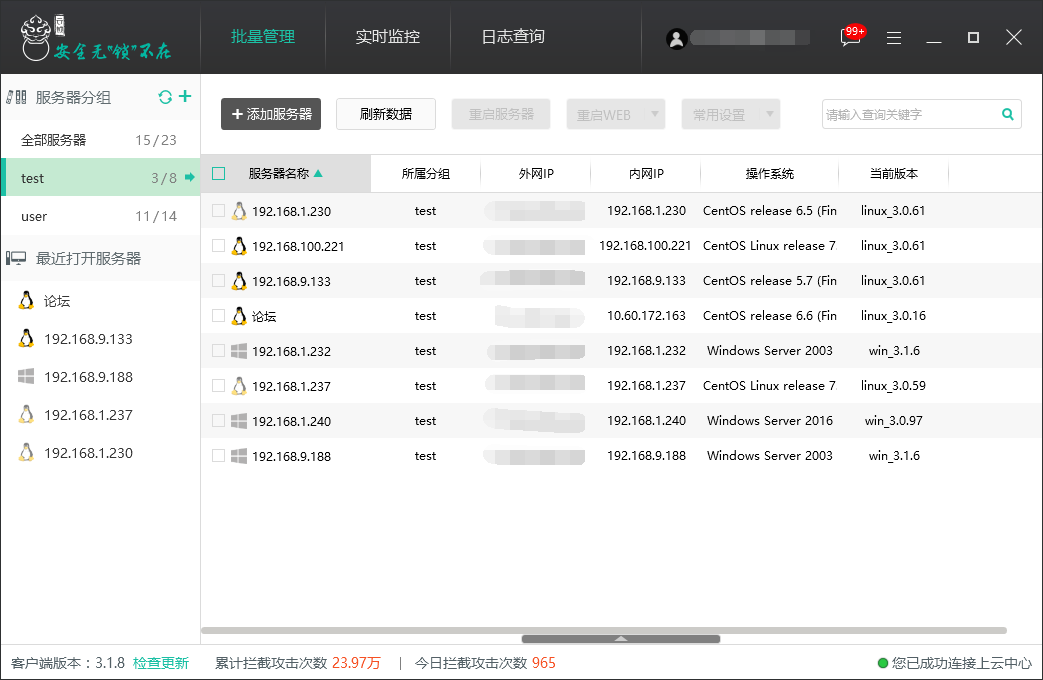 云锁
安全无"锁"不在
批量管理
实时监控
日志查询
99+
服务器分组
全部服务器 15/23
test 3/8
user 11/14
最近打开服务器
论坛
192.168.9.133
192.168.9.188
192.168.1.237
192.168.1.230
+ 添加服务器
刷新数据
重启服务器
重启WEB
常用设置
请输入查询关键字
服务器名称 所属分组 外网IP 内网IP 操作系统 当前版本
192.168.1.230 test 192.168.1.230 CentOS release 6.5 (Fin linux_3.0.61
192.168.100.221 test 192.168.100.221 CentOS Linux release 7 linux_3.0.61
192.168.9.133 test 192.168.9.133 CentOS release 5.7 (Fin linux_3.0.61
论坛 test 10.60.172.163 CentOS release 6.6 (Fin linux_3.0.16
192.168.1.232 test 192.168.1.232 Windows Server 2003 win_3.1.6
192.168.1.237 test 192.168.1.237 CentOS Linux release 7 linux_3.0.59
192.168.1.240 test 192.168.1.240 Windows Server 2016 win_3.0.97
192.168.9.188 test 192.168.9.188 Windows Server 2003 win_3.1.6
客户端版本：3.1.8 检查更新 累计拦截攻击次数 23.97万 | 今日拦截攻击次数 965 您已成功连接上云中心